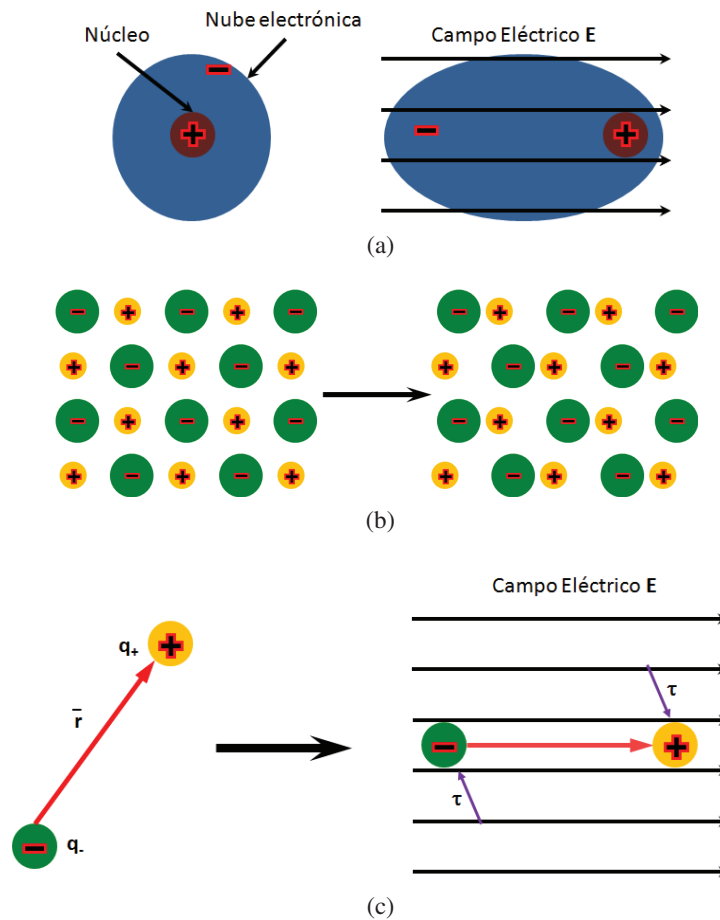 Núcleo
Nube electrónica
Campo Eléctrico E
(a)
(b)
Campo Eléctrico E
q+
r̄
q-
τ
τ
(c)